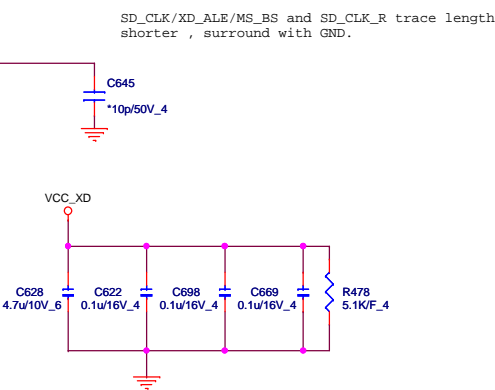 SD_CLK/XD_ALE/MS_BS and SD_CLK_R trace length
shorter , surround with GND.
C645
*10p/50V_4
VCC_XD
C628
4.7u/10V_6
C622
0.1u/16V_4
C698
0.1u/16V_4
C669
0.1u/16V_4
R478
5.1K/F_4